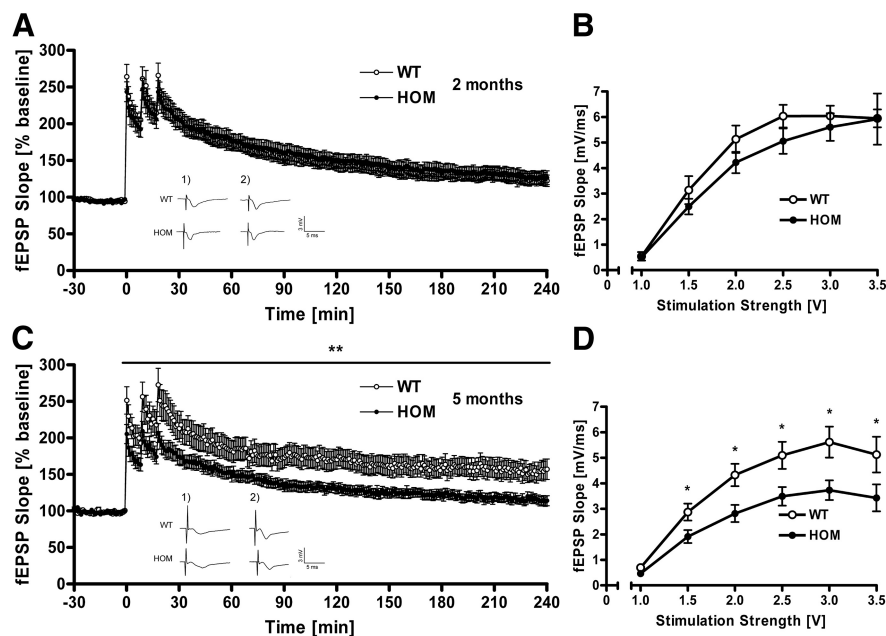 A
fEPSP Slope [% baseline]
300
250
200
150
100
50
0
WT
HOM
2 months
1)
2)
WT
HOM
3 mV
5 ms
-30
0
30
60
90
120
150
180
210
240
Time [min]
B
fEPSP Slope [mV/ms]
7
6
5
4
3
2
1
0
WT
HOM
0
1.0
1.5
2.0
2.5
3.0
3.5
Stimulation Strength [V]
C
fEPSP Slope [% baseline]
300
250
200
150
100
50
0
**
WT
HOM
5 months
1)
2)
WT
HOM
3 mV
5 ms
-30
0
30
60
90
120
150
180
210
240
Time [min]
D
fEPSP Slope [mV/ms]
7
6
5
4
3
2
1
0
*
*
*
*
*
*
WT
HOM
0
1.0
1.5
2.0
2.5
3.0
3.5
Stimulation Strength [V]